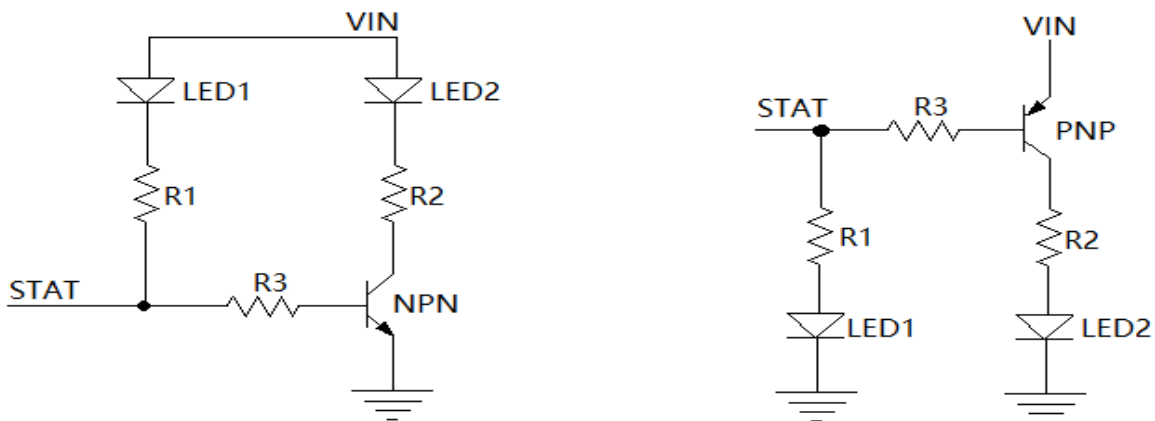 VIN
LED1
LED2
R1
R2
STAT
R3
NPN
VIN
STAT
R3
PNP
R1
R2
LED1
LED2